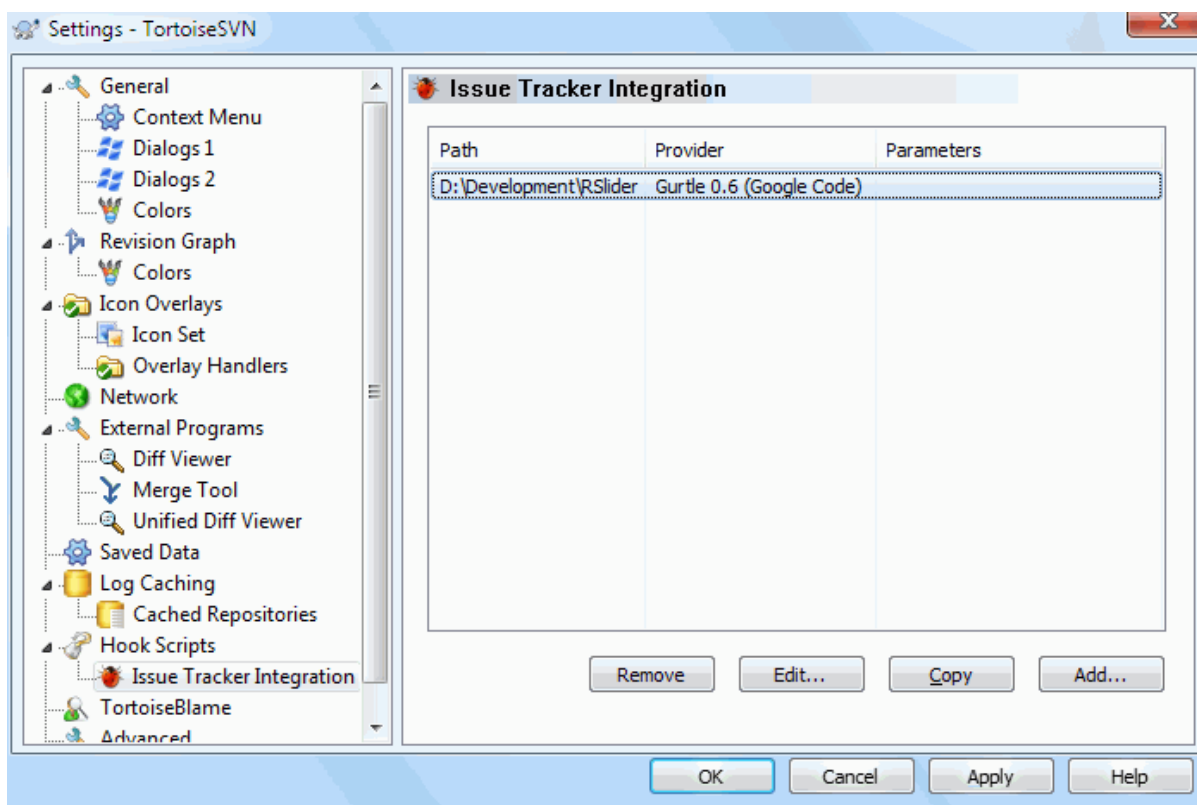 Settings - TortoiseSVN
General
Context Menu
Dialogs 1
Dialogs 2
Colors
Revision Graph
Colors
Icon Overlays
Icon Set
Overlay Handlers
Network
External Programs
Diff Viewer
Merge Tool
Unified Diff Viewer
Saved Data
Log Caching
Cached Repositories
Hook Scripts
Issue Tracker Integration
TortoiseBlame
Advanced
Issue Tracker Integration
Path Provider Parameters
D:\Development\RSlider Gurtle 0.6 (Google Code)
Remove Edit... Copy Add...
OK Cancel Apply Help